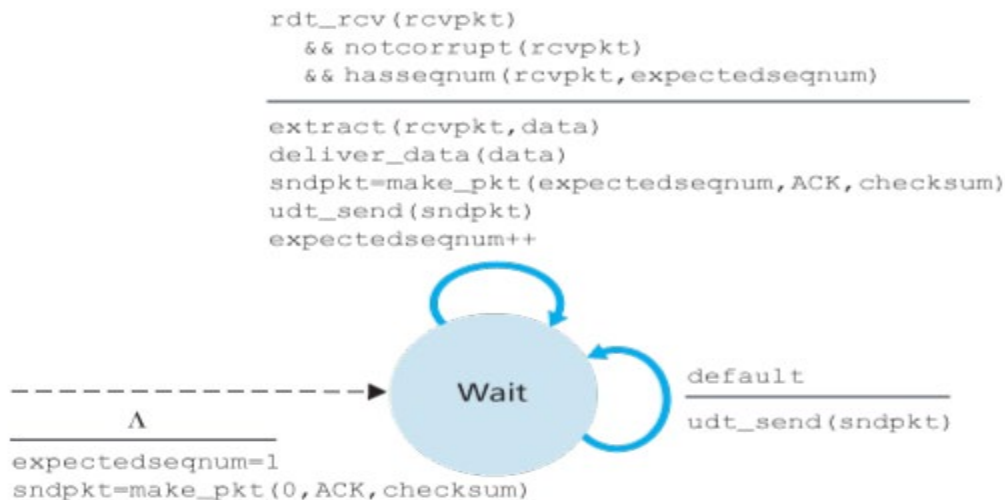 rdt_rcv(rcvpkt)
&& notcorrupt(rcvpkt)
&& hasseqnum(rcvpkt,expectedseqnum)
extract(rcvpkt,data)
deliver_data(data)
sndpkt=make_pkt(expectedseqnum,ACK,checksum)
udt_send(sndpkt)
expectedseqnum++
Wait
default
udt_send(sndpkt)
Λ
expectedseqnum=1
sndpkt=make_pkt(0,ACK,checksum)